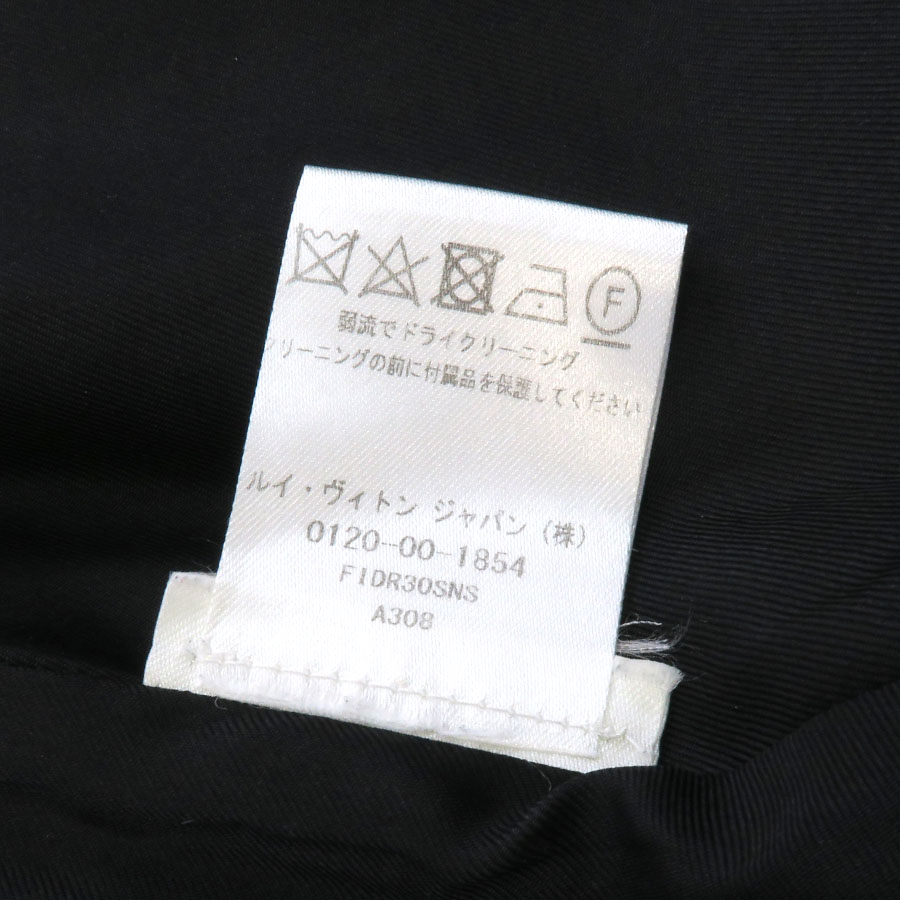 F
弱流でドライクリーニング
クリーニングの前に付属品を保護してください
ルイ・ヴィトン ジャパン (株)
0120-00-1854
FIDR30SNS
A308